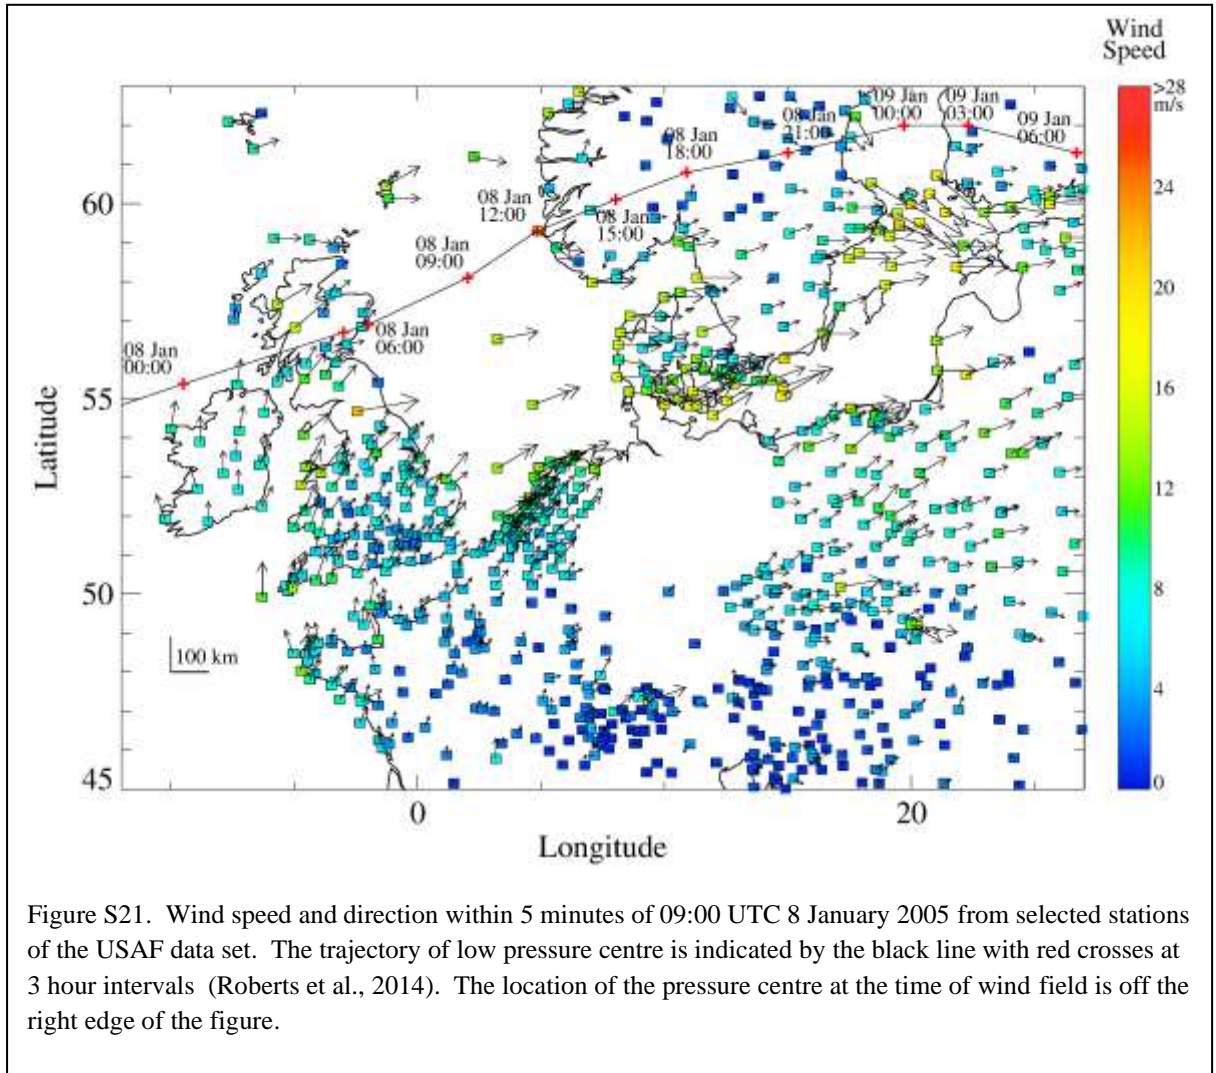 Wind
Speed
>28
m/s
24
20
16
12
8
4
0
09 Jan
00:00
09 Jan
03:00
09 Jan
06:00
08 Jan
21:00
08 Jan
18:00
08 Jan
15:00
08 Jan
12:00
08 Jan
09:00
08 Jan
06:00
08 Jan
00:00
60
55
50
45
Latitude
100 km
0
20
Longitude
Figure S21. Wind speed and direction within 5 minutes of 09:00 UTC 8 January 2005 from selected stations
of the USAF data set. The trajectory of low pressure centre is indicated by the black line with red crosses at
3 hour intervals (Roberts et al., 2014). The location of the pressure centre at the time of wind field is off the
right edge of the figure.